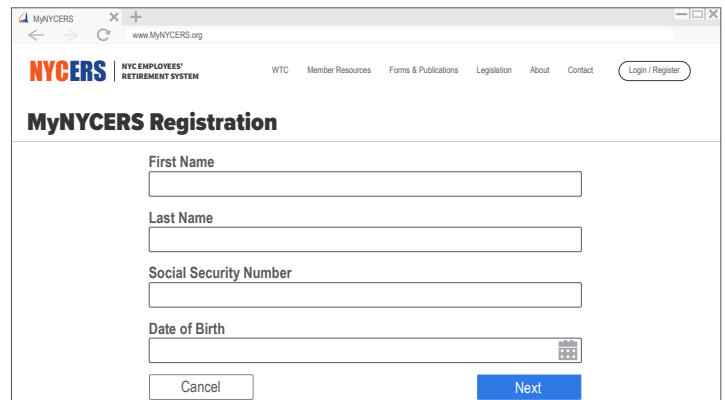 MyNYCERS
www.MyNYCERS.org
NYCERS NYC EMPLOYEES' RETIREMENT SYSTEM
WTC Member Resources Forms & Publications Legislation About Contact Login / Register
MyNYCERS Registration
First Name
Last Name
Social Security Number
Date of Birth
Cancel Next